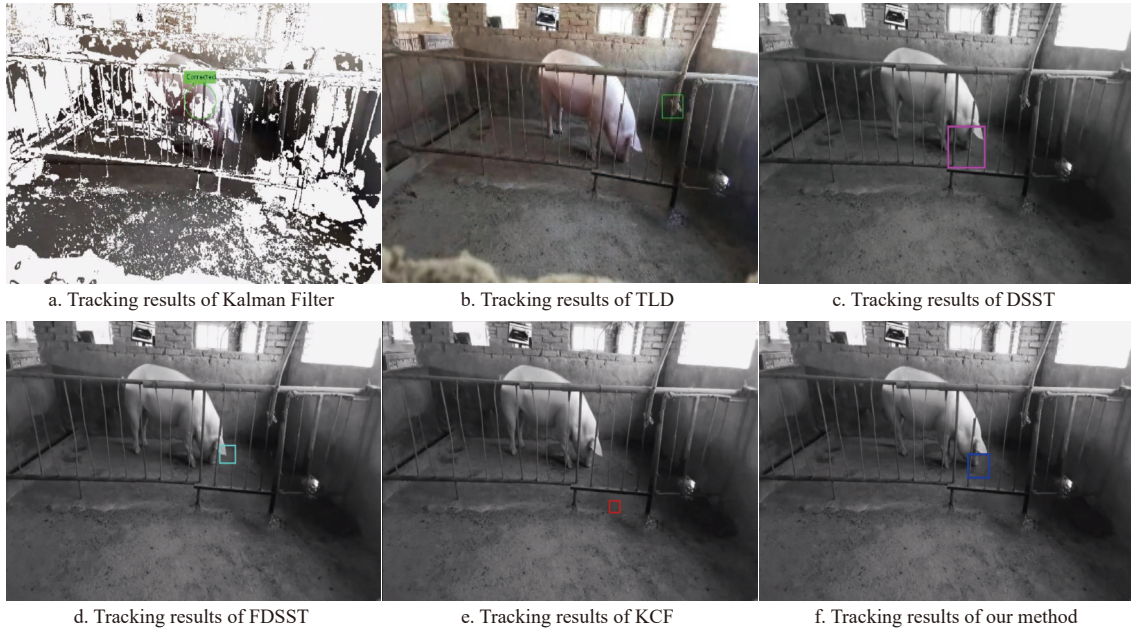 Corrected
a. Tracking results of Kalman Filter
b. Tracking results of TLD
c. Tracking results of DSST
d. Tracking results of FDSST
e. Tracking results of KCF
f. Tracking results of our method